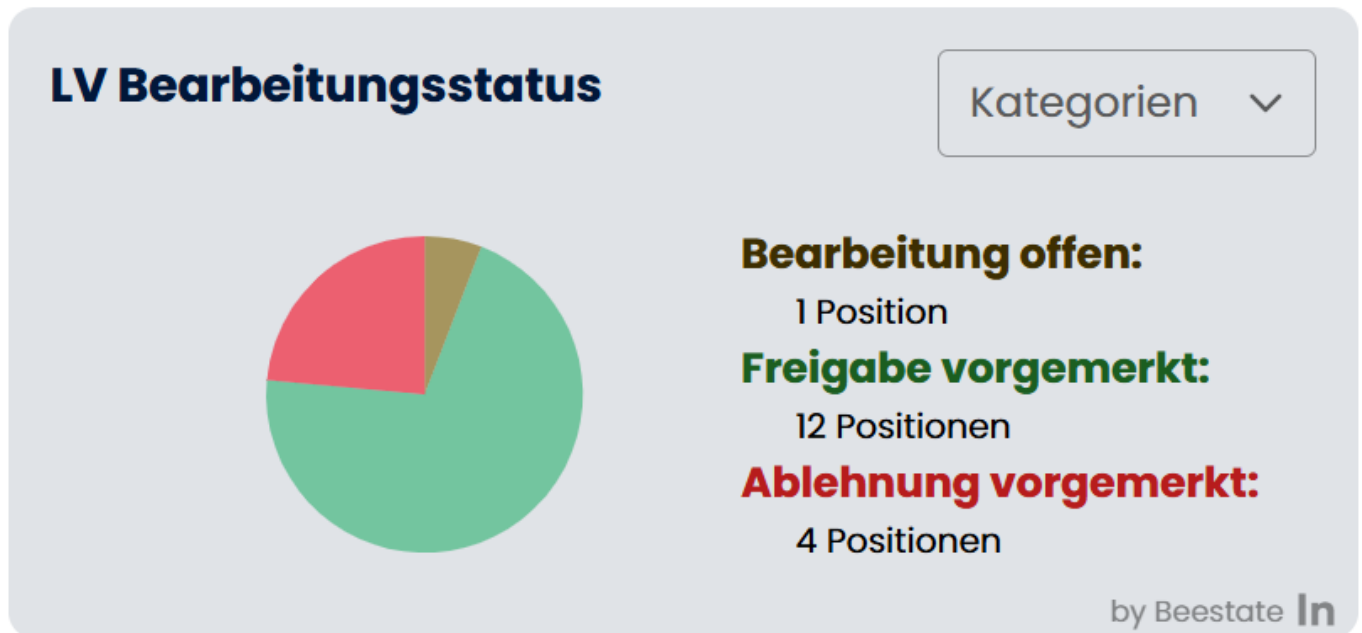 LV Bearbeitungsstatus
Kategorien
Bearbeitung offen:
1 Position
Freigabe vorgemerkt:
12 Positionen
Ablehnung vorgemerkt:
4 Positionen
by Beestate In